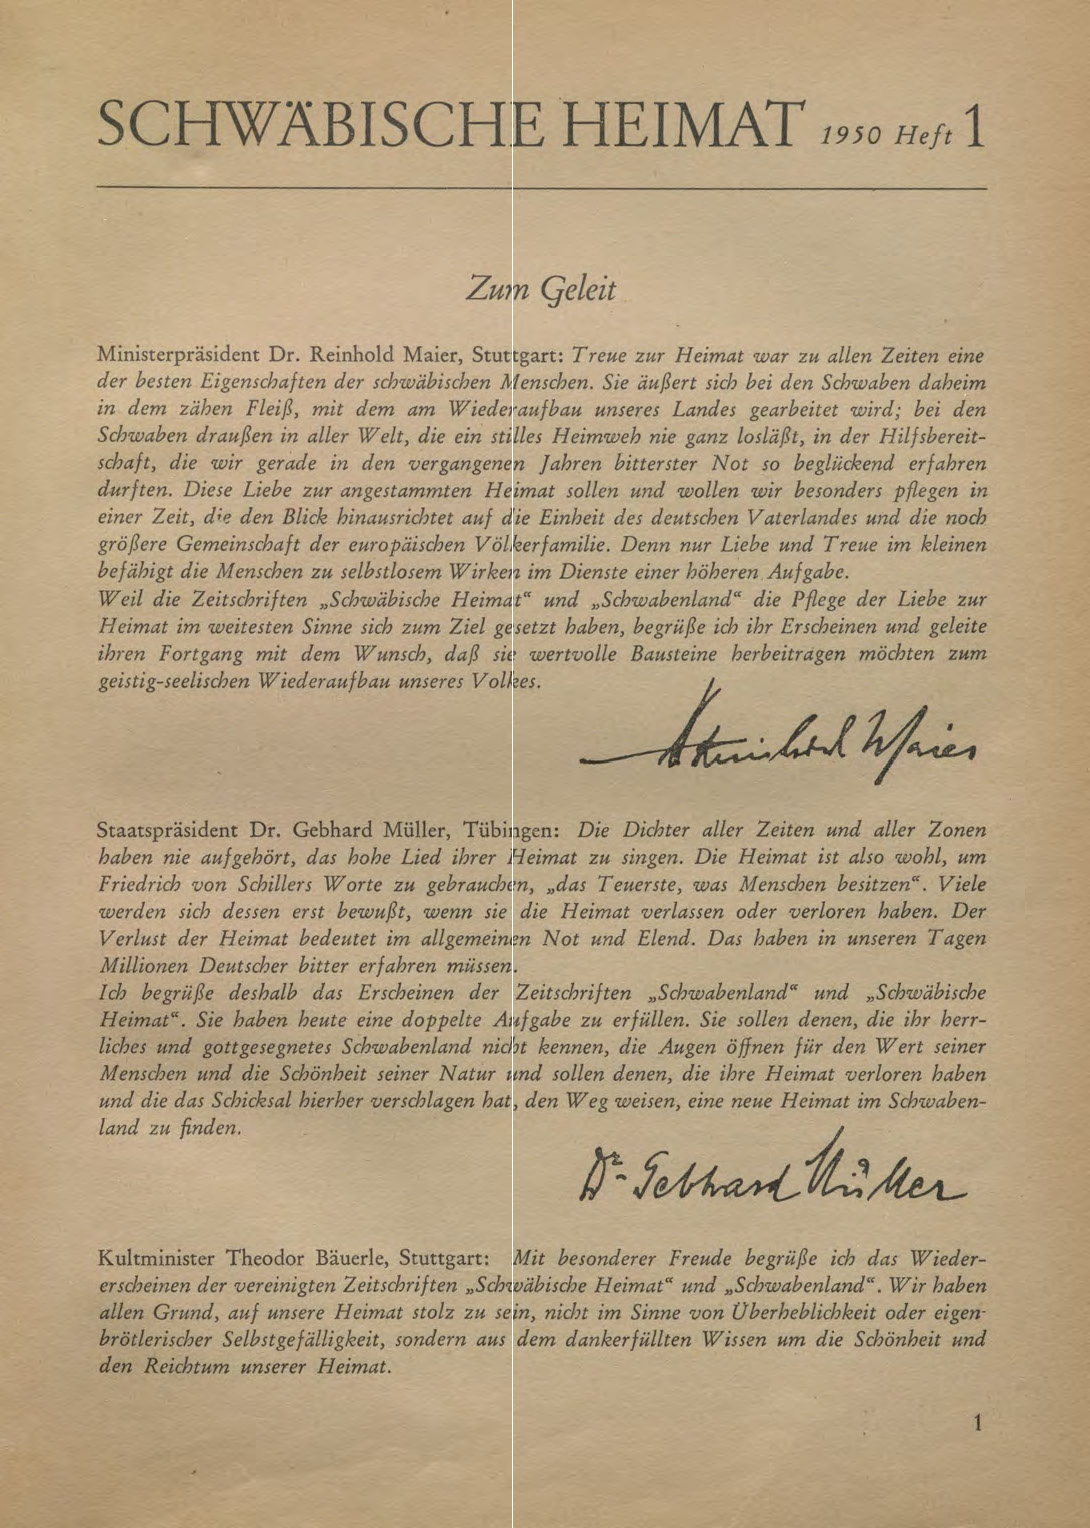 SCHWÄBISCHE HEIMAT 1950 Heft 1
Zum Geleit
Ministerpräsident Dr. Reinhold Maier, Stuttgart: Treue zur Heimat war zu allen Zeiten eine
der besten Eigenschaften der schwäbischen Menschen. Sie äußert sich bei den Schwaben daheim
in dem zähen Fleiß, mit dem am Wiederaufbau unseres Landes gearbeitet wird; bei den
Schwaben draußen in aller Welt, die ein stilles Heimweh nie ganz losläßt, in der Hilfsbereit-
schaft, die wir gerade in den vergangenen Jahren bitterster Not so beglückend erfahren
durften. Diese Liebe zur angestammten Heimat sollen und wollen wir besonders pflegen in
einer Zeit, die den Blick hinausrichtet auf die Einheit des deutschen Vaterlandes und die noch
größere Gemeinschaft der europäischen Völkerfamilie. Denn nur Liebe und Treue im kleinen
befähigt die Menschen zu selbstlosem Wirken im Dienste einer höheren Aufgabe.
Weil die Zeitschriften „Schwäbische Heimat“ und „Schwabenland“ die Pflege der Liebe zur
Heimat im weitesten Sinne sich zum Ziel gesetzt haben, begrüße ich ihr Erscheinen und geleite
ihren Fortgang mit dem Wunsch, daß sie wertvolle Bausteine herbeitragen möchten zum
geistig-seelischen Wiederaufbau unseres Volkes.
Reinhold Maier
Staatspräsident Dr. Gebhard Müller, Tübingen: Die Dichter aller Zeiten und aller Zonen
haben nie aufgehört, das hohe Lied ihrer Heimat zu singen. Die Heimat ist also wohl, um
Friedrich von Schillers Worte zu gebrauchen, „das Teuerste, was Menschen besitzen“. Viele
werden sich dessen erst bewußt, wenn sie die Heimat verlassen oder verloren haben. Der
Verlust der Heimat bedeutet im allgemeinen Not und Elend. Das haben in unseren Tagen
Millionen Deutscher bitter erfahren müssen.
Ich begrüße deshalb das Erscheinen der Zeitschriften „Schwabenland“ und „Schwäbische
Heimat“. Sie haben heute eine doppelte Aufgabe zu erfüllen. Sie sollen denen, die ihr herr-
liches und gottgesegnetes Schwabenland nicht kennen, die Augen öffnen für den Wert seiner
Menschen und die Schönheit seiner Natur und sollen denen, die ihre Heimat verloren haben
und die das Schicksal hierher verschlagen hat, den Weg weisen, eine neue Heimat im Schwaben-
land zu finden.
Dr. Gebhard Müller
Kultminister Theodor Bäuerle, Stuttgart: Mit besonderer Freude begrüße ich das Wieder-
erscheinen der vereinigten Zeitschriften „Schwäbische Heimat“ und „Schwabenland“. Wir haben
allen Grund, auf unsere Heimat stolz zu sein, nicht im Sinne von Überheblichkeit oder eigen-
brötlerischer Selbstgefälligkeit, sondern aus dem dankerfüllten Wissen um die Schönheit und
den Reichtum unserer Heimat.
1